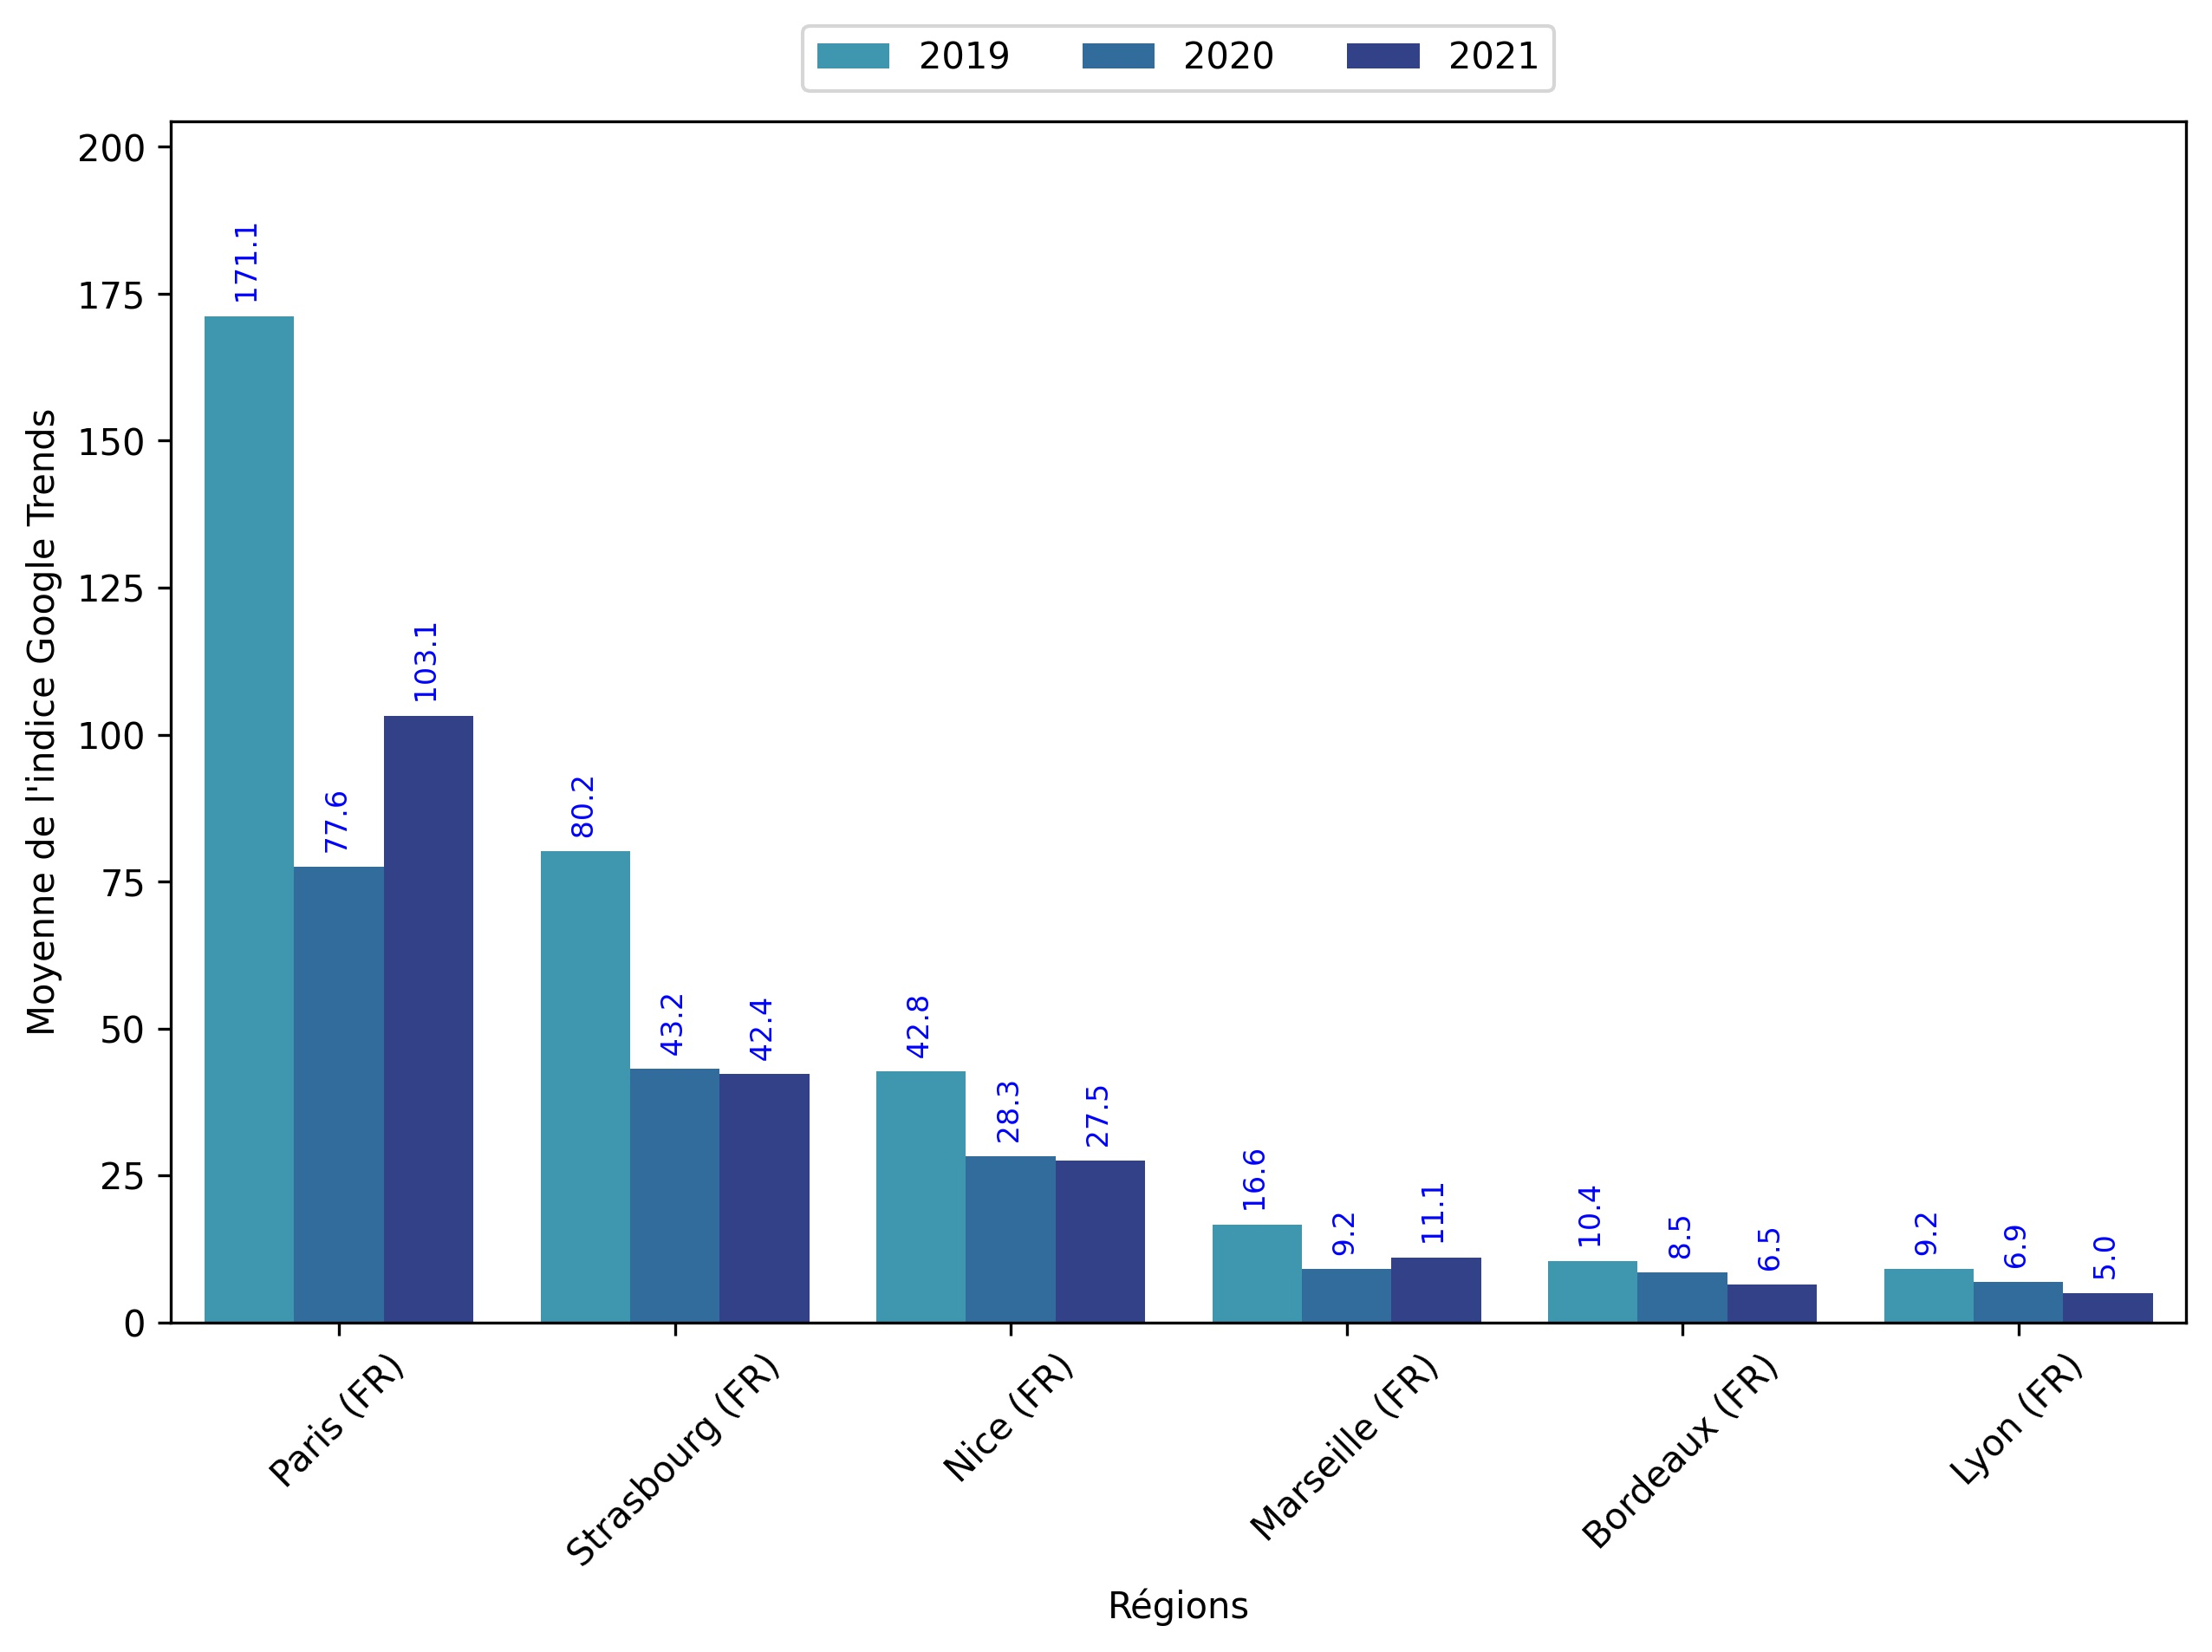 2019 2020 2021
Moyenne de l'indice Google Trends
200
175
150
125
100
75
50
25
0
171.1 77.6 103.1
80.2 43.2 42.4
42.8 28.3 27.5
16.6 9.2 11.1
10.4 8.5 6.5
9.2 6.9 5.0
Paris (FR)
Strasbourg (FR)
Nice (FR)
Marseille (FR)
Bordeaux (FR)
Lyon (FR)
Régions